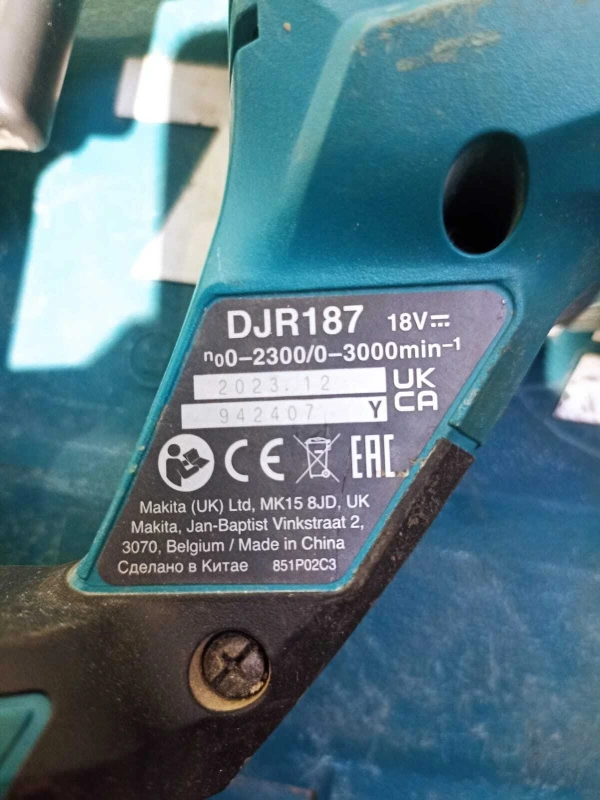 DJR187 18V⎓
n₀0-2300/0-3000min⁻¹
2023.12
942407 Y
UK
CA
CE EAC
Makita (UK) Ltd, MK15 8JD, UK
Makita, Jan-Baptist Vinkstraat 2,
3070, Belgium / Made in China
Сделано в Китае 851P02C3